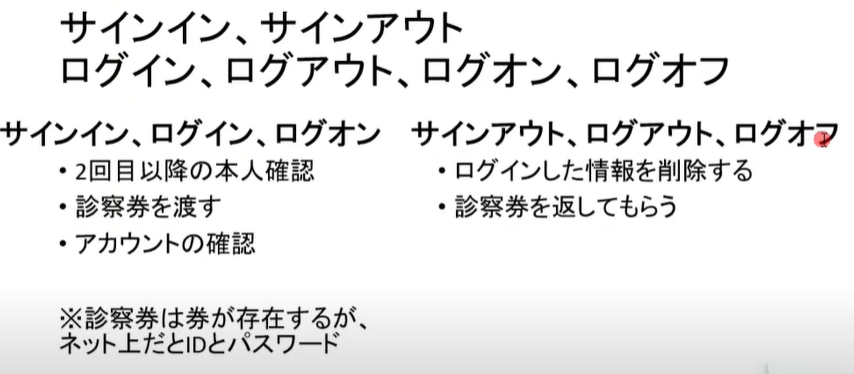 サインイン、サインアウト
ログイン、ログアウト、ログオン、ログオフ
サインイン、ログイン、ログオン
・2回目以降の本人確認
・診察券を渡す
・アカウントの確認
サインアウト、ログアウト、ログオフ
・ログインした情報を削除する
・診察券を返してもらう
※診察券は券が存在するが、
ネット上だとIDとパスワード